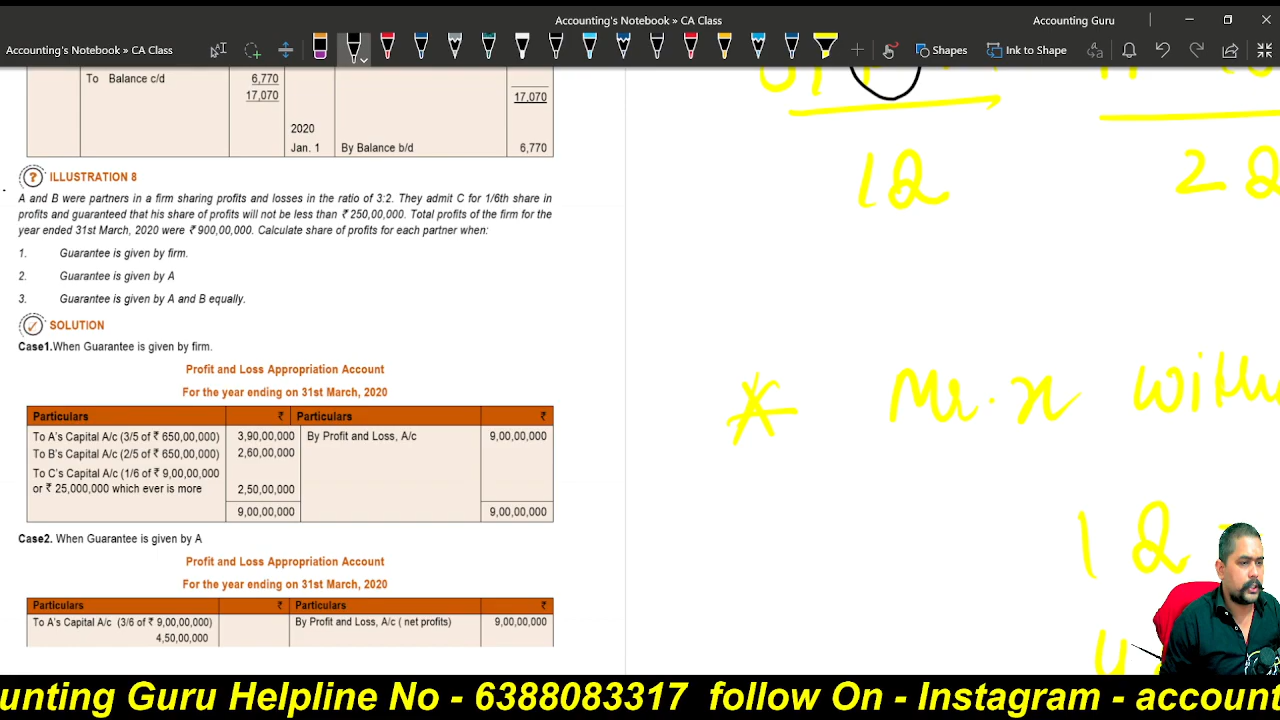 Accounting's Notebook » CA Class
Accounting Guru
Accounting's Notebook » CA Class
Shapes
Ink to Shape
To Balance c/d 6,770
17,070 17,070
2020
Jan. 1 By Balance b/d 6,770
ILLUSTRATION 8
A and B were partners in a firm sharing profits and losses in the ratio of 3:2. They admit C for 1/6th share in
profits and guaranteed that his share of profits will not be less than ₹ 250,00,000. Total profits of the firm for the
year ended 31st March, 2020 were ₹ 900,00,000. Calculate share of profits for each partner when:
1. Guarantee is given by firm.
2. Guarantee is given by A
3. Guarantee is given by A and B equally.
SOLUTION
Case1.When Guarantee is given by firm.
Profit and Loss Appropriation Account
For the year ending on 31st March, 2020
Particulars ₹ Particulars ₹
To A's Capital A/c (3/5 of ₹ 650,00,000) 3,90,00,000 By Profit and Loss, A/c 9,00,00,000
To B's Capital A/c (2/5 of ₹ 650,00,000) 2,60,00,000
To C's Capital A/c (1/6 of ₹ 9,00,00,000
or ₹ 25,000,000 which ever is more 2,50,00,000
9,00,00,000 9,00,00,000
Case2. When Guarantee is given by A
Profit and Loss Appropriation Account
For the year ending on 31st March, 2020
Particulars ₹ Particulars ₹
To A's Capital A/c (3/6 of ₹ 9,00,00,000) By Profit and Loss, A/c ( net profits) 9,00,00,000
4,50,00,000
12
2
Mr. x
unting Guru Helpline No - 6388083317 follow On - Instagram - account